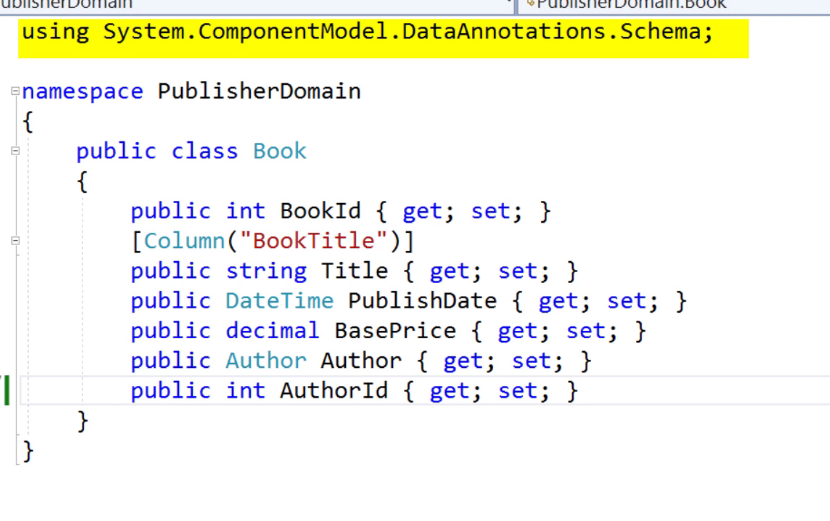 PublisherDomain
PublisherDomain.Book
using System.ComponentModel.DataAnnotations.Schema;
namespace PublisherDomain
{
public class Book
{
public int BookId { get; set; }
[Column("BookTitle")]
public string Title { get; set; }
public DateTime PublishDate { get; set; }
public decimal BasePrice { get; set; }
public Author Author { get; set; }
public int AuthorId { get; set; }
}
}